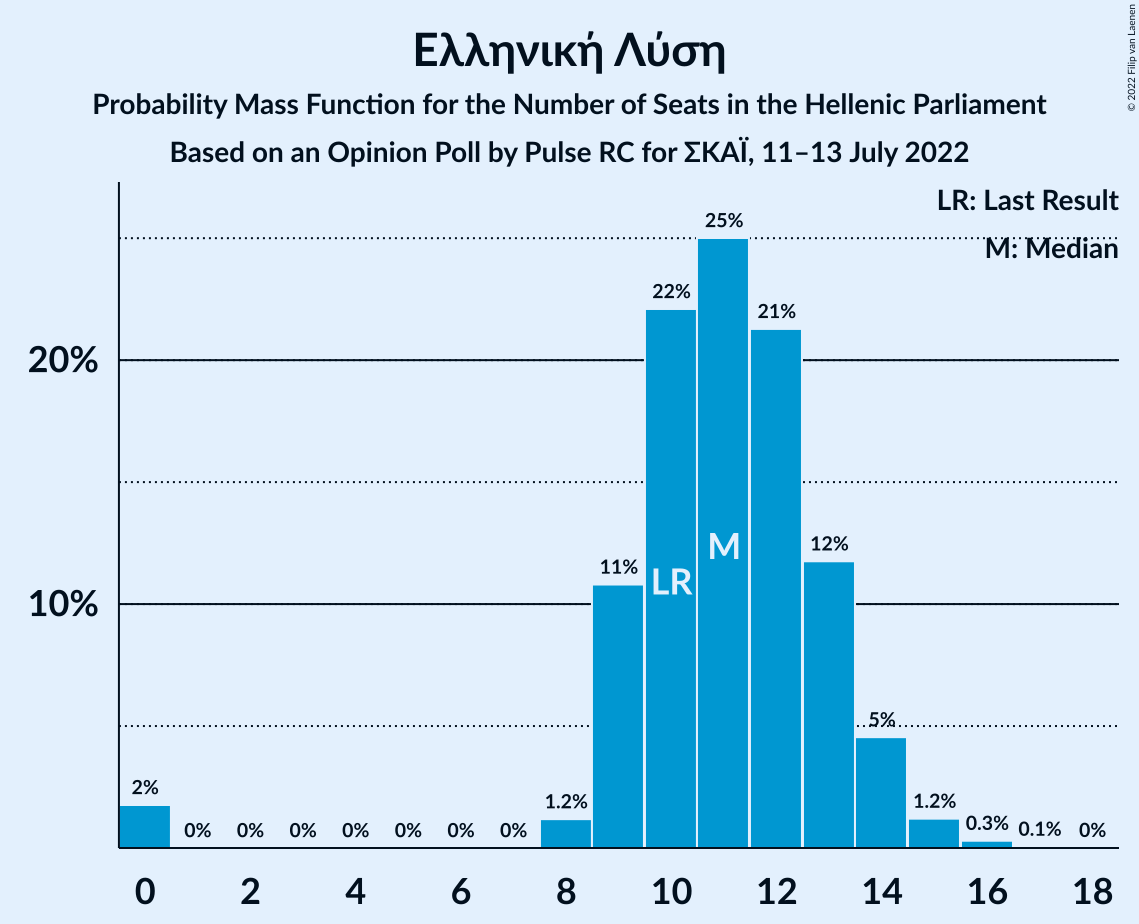 Ελληνική Λύση
Probability Mass Function for the Number of Seats in the Hellenic Parliament
Based on an Opinion Poll by Pulse RC for ΣΚΑΪ, 11–13 July 2022
© 2022 Filip van Laenen
LR: Last Result
M: Median
20%
10%
2%
0%
0%
0%
0%
0%
0%
0%
1.2%
11%
22%
25%
21%
12%
5%
1.2%
0.3%
0.1%
0%
LR
M
0 2 4 6 8 10 12 14 16 18